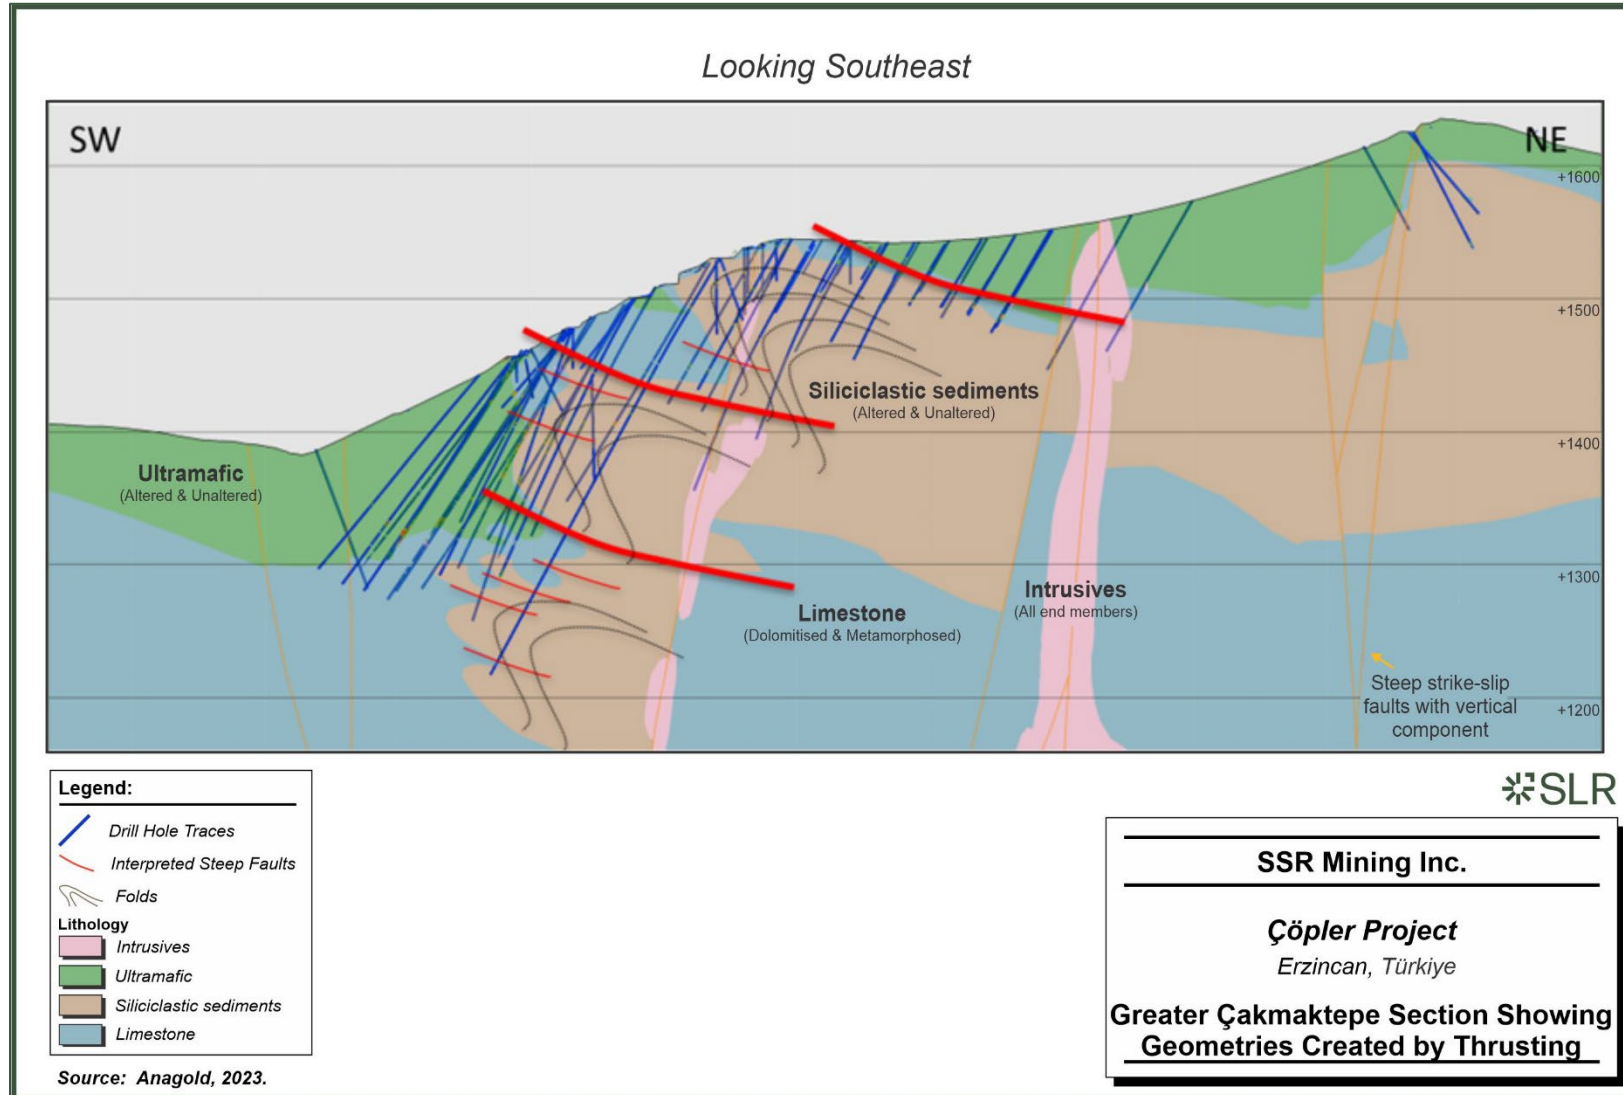 Looking Southeast
SW
NE
+1600
+1500
+1400
+1300
+1200
Siliciclastic sediments
(Altered & Unaltered)
Ultramafic
(Altered & Unaltered)
Intrusives
(All end members)
Limestone
(Dolomitised & Metamorphosed)
Steep strike-slip
faults with vertical
component
Legend:
Drill Hole Traces
Interpreted Steep Faults
Folds
Lithology
Intrusives
Ultramafic
Siliciclastic sediments
Limestone
Source: Anagold, 2023.
SLR
SSR Mining Inc.
Çöpler Project
Erzincan, Türkiye
Greater Çakmaktepe Section Showing
Geometries Created by Thrusting